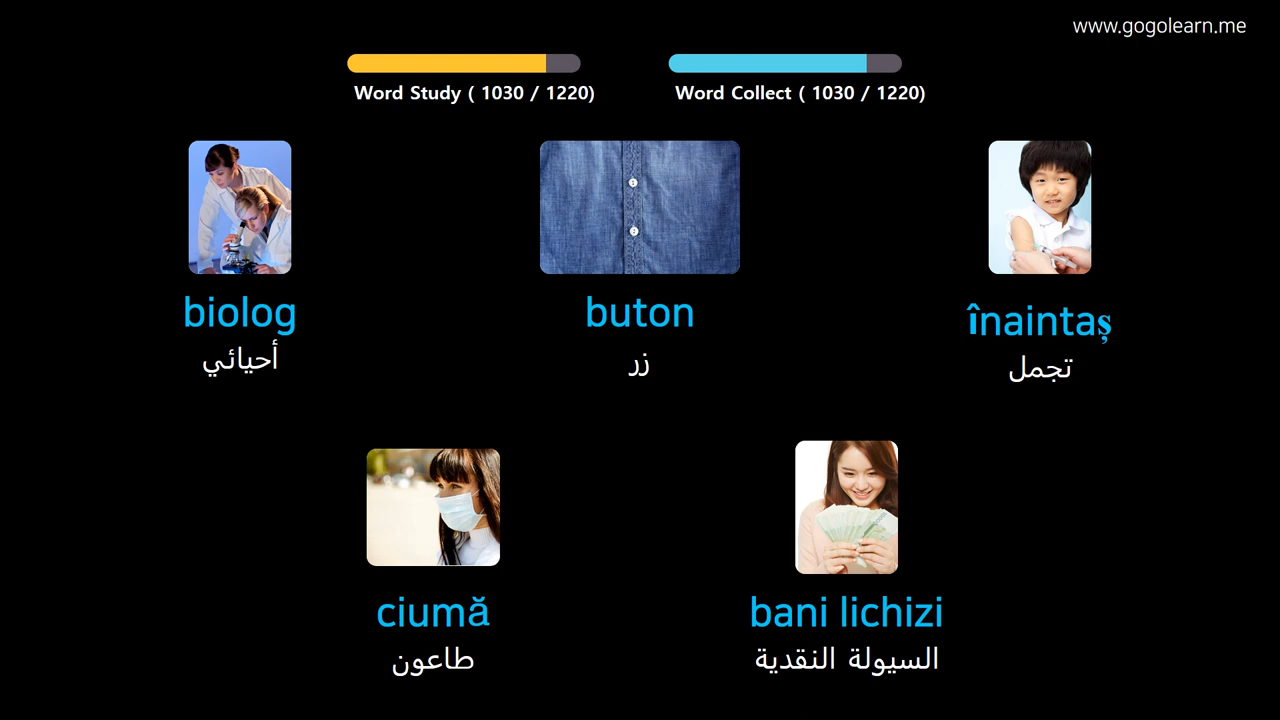 www.gogolearn.me
Word Study ( 1030 / 1220)
Word Collect ( 1030 / 1220)
biolog
أحيائي
buton
زر
înaintaș
تجمل
ciumă
طاعون
bani lichizi
السيولة النقدية